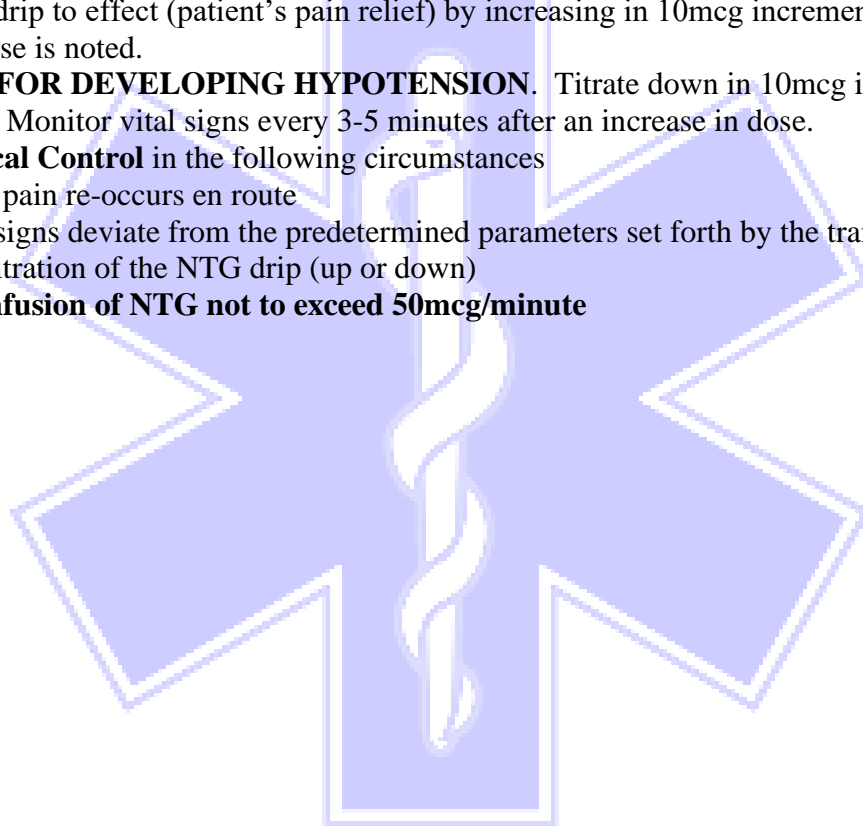 drip to effect (patient’s pain relief) by increasing in 10mcg
se is noted.
FOR DEVELOPING HYPOTENSION. Titrate down in 10mcg
Monitor vital signs every 3-5 minutes after an increase in dose.
cal Control in the following circumstances
pain re-occurs en route
signs deviate from the predetermined parameters set forth by the
tration of the NTG drip (up or down)
fusion of NTG not to exceed 50mcg/minute